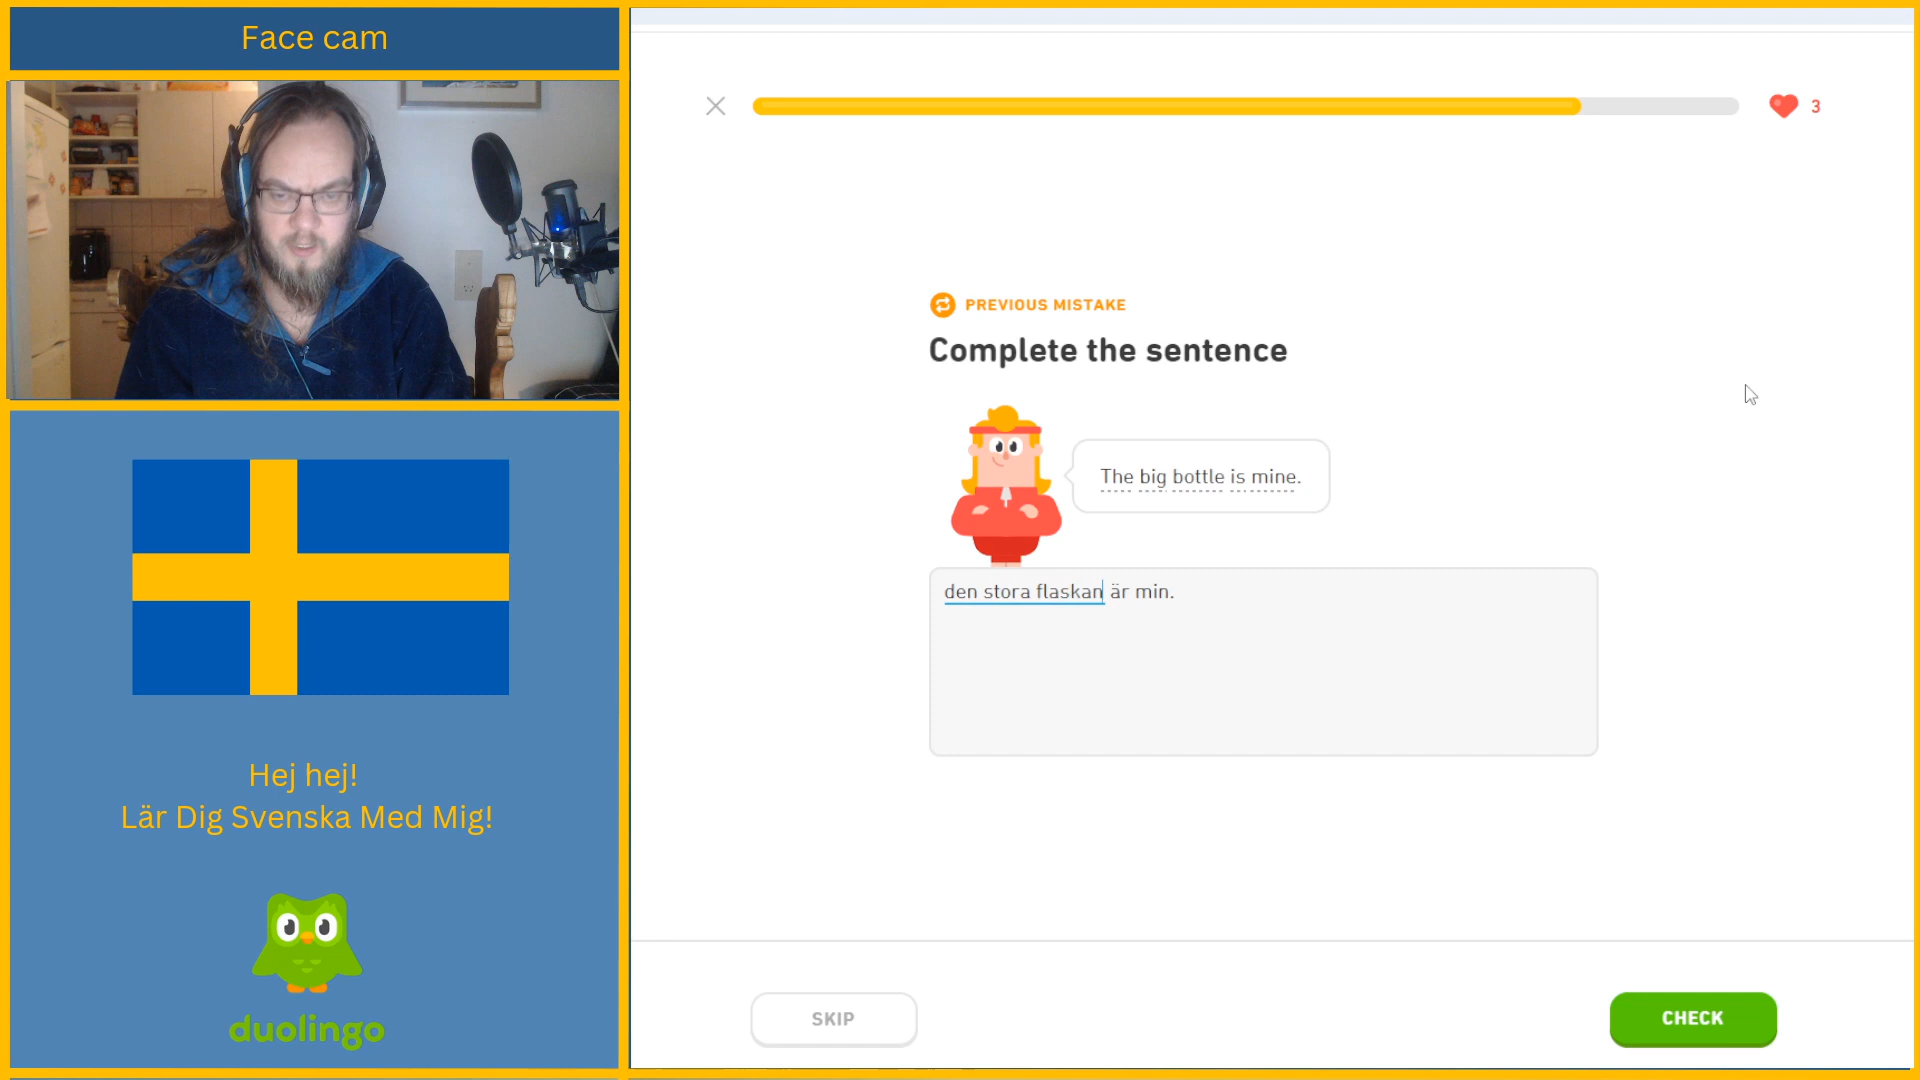 Face cam
3
PREVIOUS MISTAKE
Complete the sentence
The big bottle is mine.
den stora flaskan är min.
Hej hej!
Lär Dig Svenska Med Mig!
duolingo
SKIP
CHECK